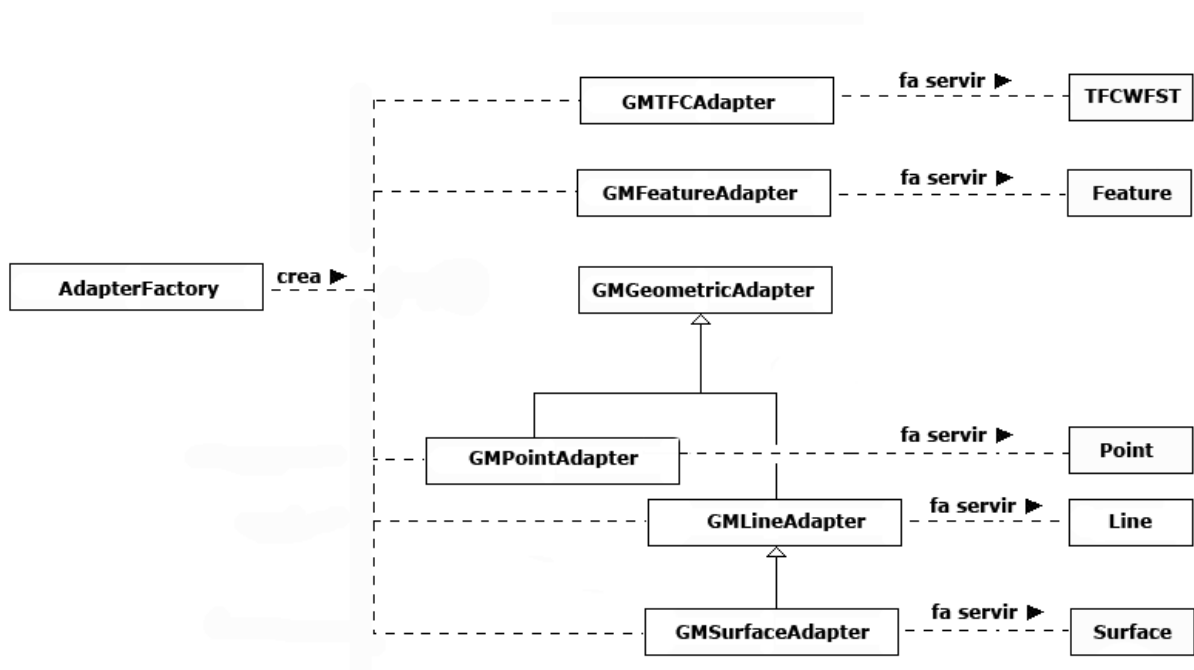 GMTFCAdapter
fa servir ▶
TFCWFST
GMFeatureAdapter
fa servir ▶
Feature
AdapterFactory
crea ▶
GMGeometricAdapter
GMPointAdapter
fa servir ▶
Point
GMLineAdapter
fa servir ▶
Line
GMSurfaceAdapter
fa servir ▶
Surface